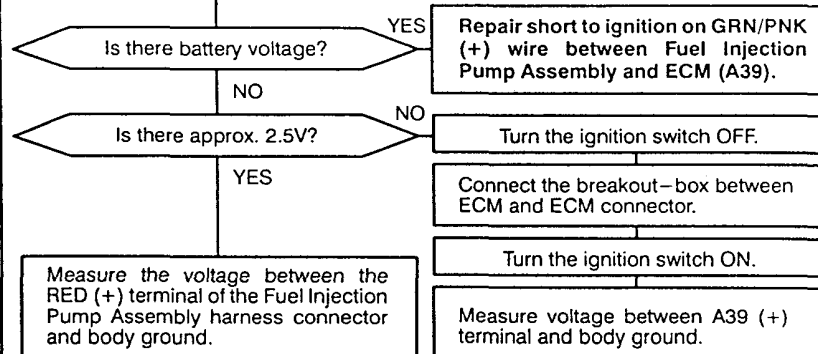 Is there battery voltage?
YES
Repair short to ignition on GRN/PNK
(+) wire between Fuel Injection
Pump Assembly and ECM (A39).
NO
Is there approx. 2.5V?
NO
Turn the ignition switch OFF.
YES
Connect the breakout–box between
ECM and ECM connector.
Turn the ignition switch ON.
Measure the voltage between the
RED (+) terminal of the Fuel Injection
Pump Assembly harness connector
and body ground.
Measure voltage between A39 (+)
terminal and body ground.